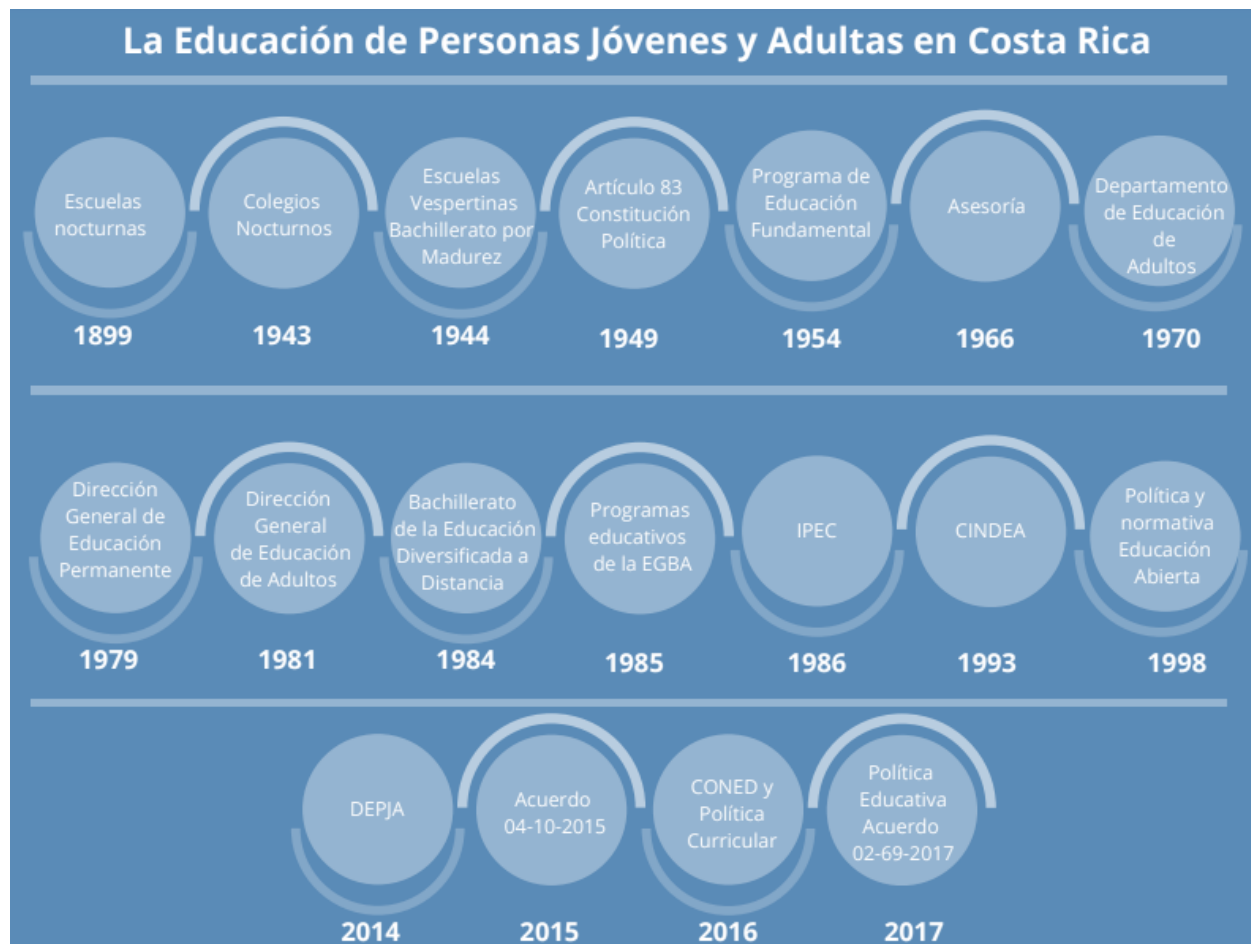 La Educación de Personas Jóvenes y Adultas en Costa Rica
Escuelas
nocturnas
1899
Colegios
Nocturnos
1943
Escuelas
Vespertinas
Bachillerato por
Madurez
1944
Artículo 83
Constitución
Política
1949
Programa de
Educación
Fundamental
1954
Asesoría
1966
Departamento
de Educación
de
Adultos
1970
Dirección
General de
Educación
Permanente
1979
Dirección
General
de Educación
de Adultos
1981
Bachillerato
de la Educación
Diversificada a
Distancia
1984
Programas
educativos
de la EGBA
1985
IPEC
1986
CINDEA
1993
Política y
normativa
Educación
Abierta
1998
DEPJA
2014
Acuerdo
04-10-2015
2015
CONED y
Política
Curricular
2016
Política
Educativa
Acuerdo
02-69-2017
2017